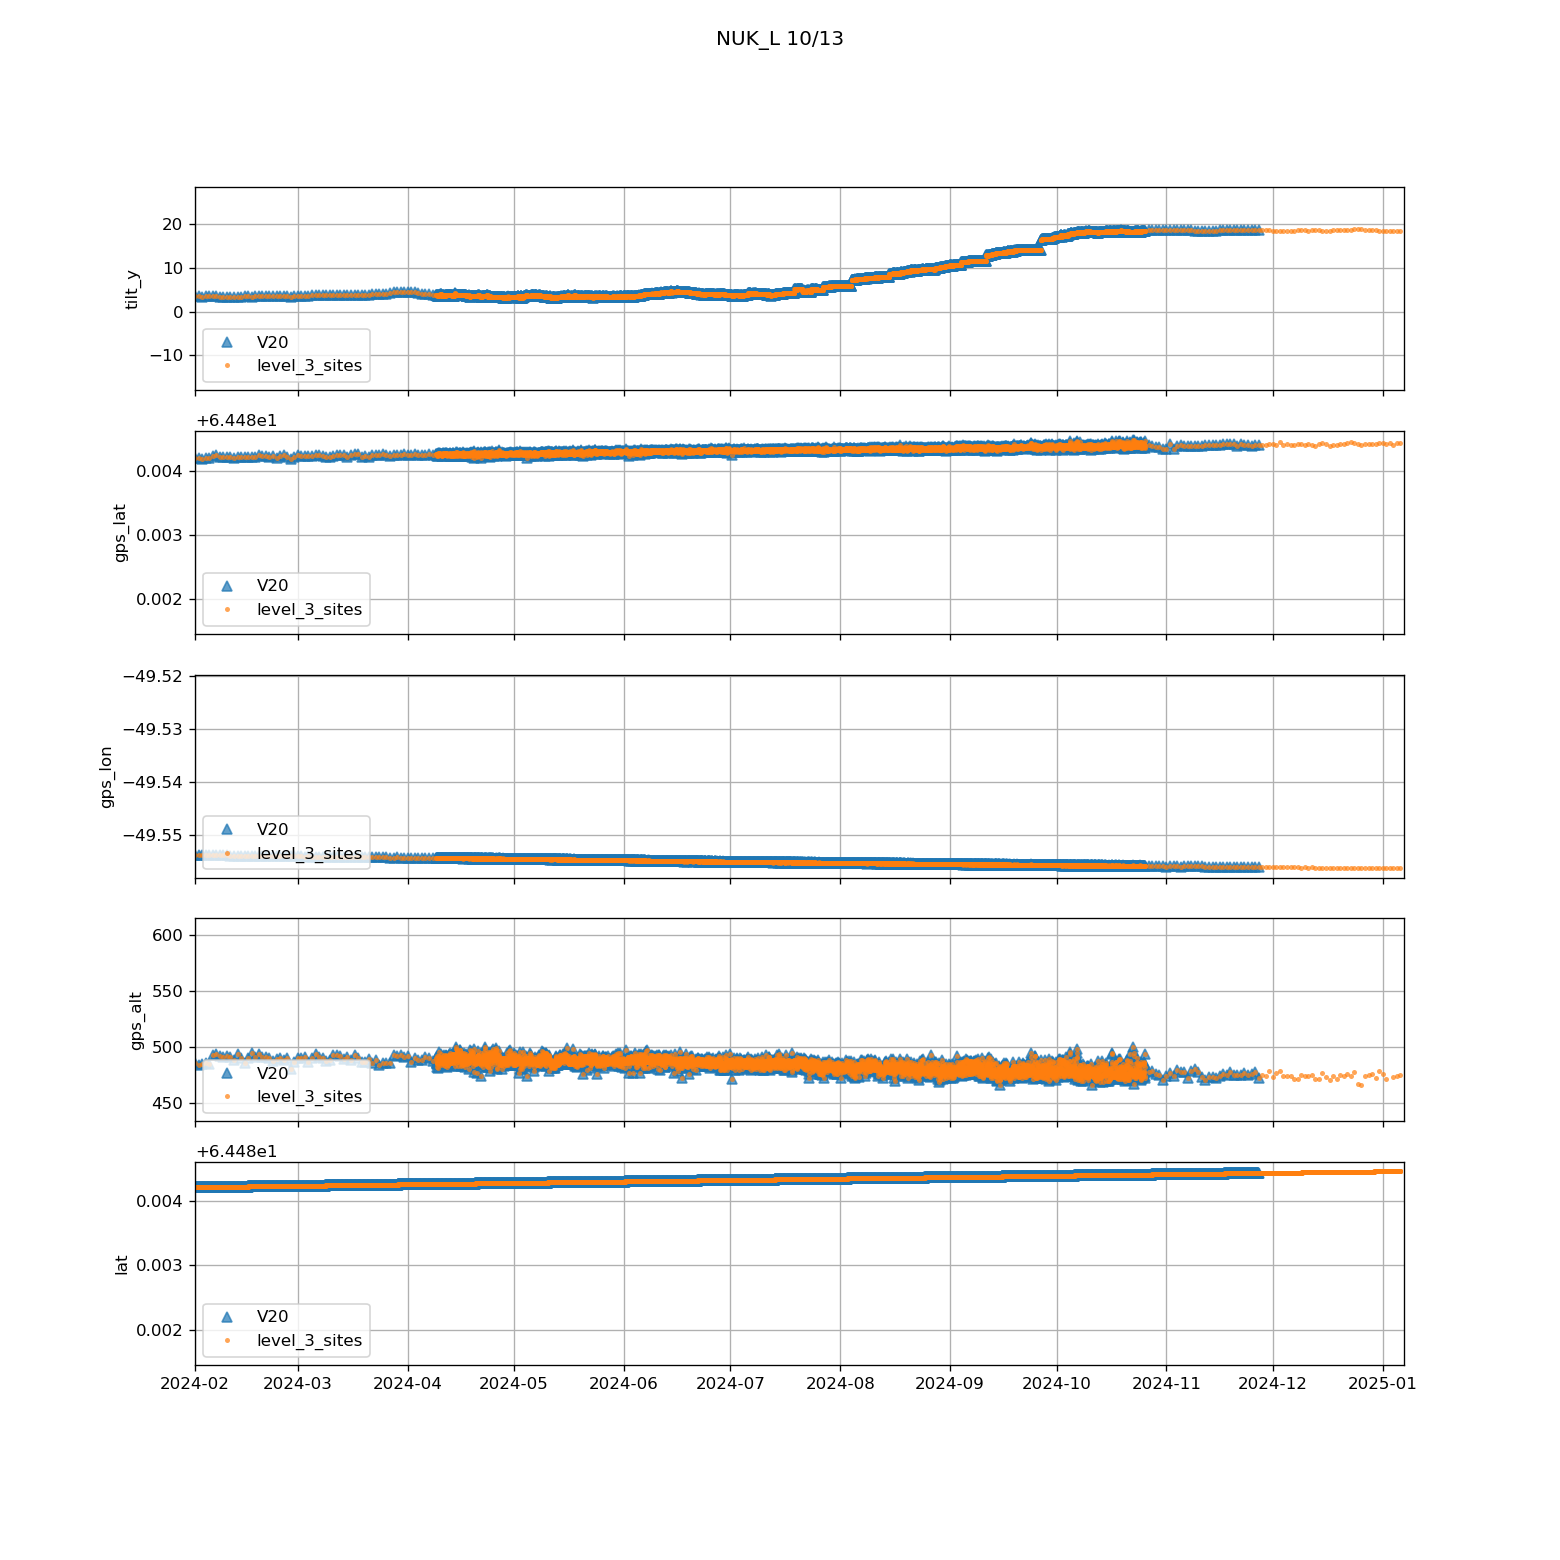 NUK_L 10/13
20
10
0
−10
tilt_y
V20
level_3_sites
+6.448e1
0.004
0.003
0.002
gps_lat
V20
level_3_sites
−49.52
−49.53
−49.54
−49.55
gps_lon
V20
level_3_sites
600
550
500
450
gps_alt
V20
level_3_sites
+6.448e1
0.004
0.003
0.002
lat
V20
level_3_sites
2024-02 2024-03 2024-04 2024-05 2024-06 2024-07 2024-08 2024-09 2024-10 2024-11 2024-12 2025-01